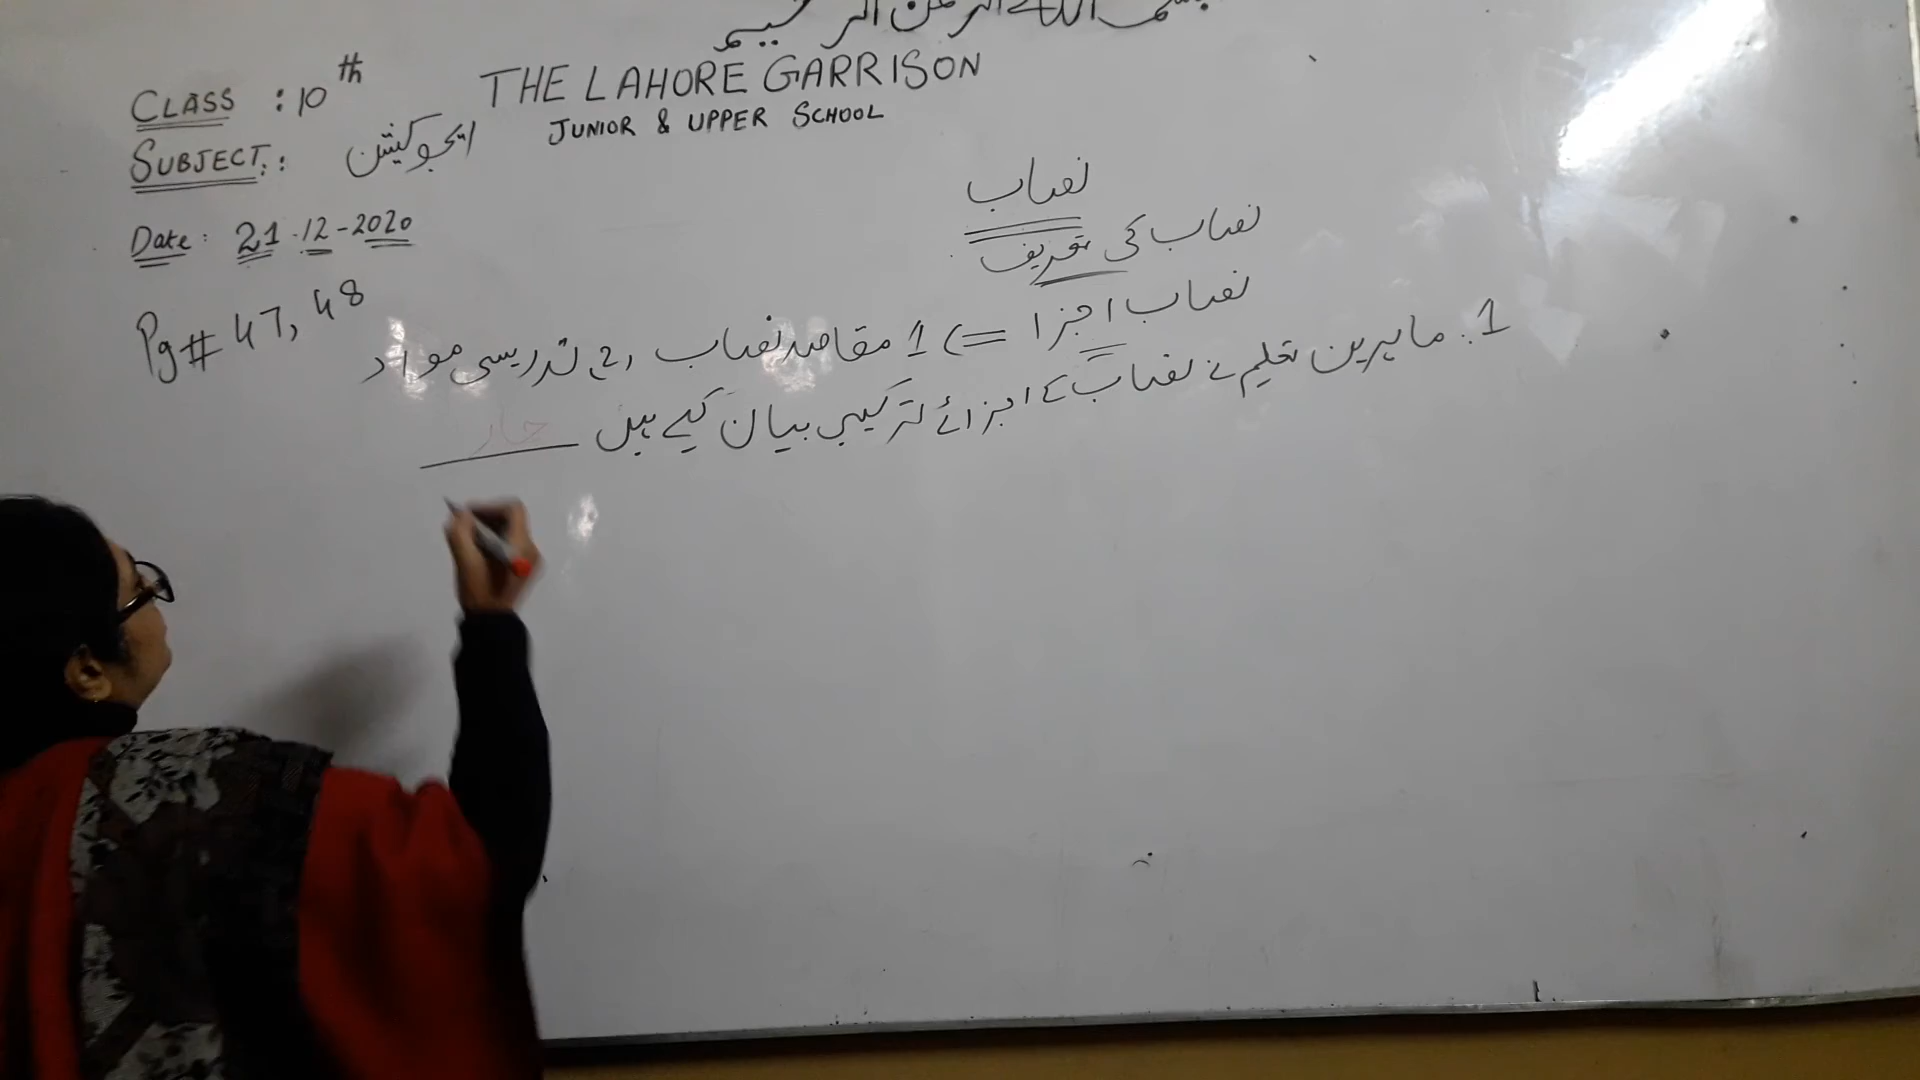 بسم اللہ الرحمن الرحیم
CLASS : 10th
THE LAHORE GARRISON
JUNIOR & UPPER SCHOOL
SUBJECT : ایجوکیشن
Date : 21-12-2020
Pg# 47, 48
نصاب
نصاب کی تعریف
نصاب اجزا => 1 مقاصد نصاب ,2 تدریسی مواد
1. ماہرین تعلیم نے نصاب کے اجزائے ترکیبی بیان کیے ہیں چار